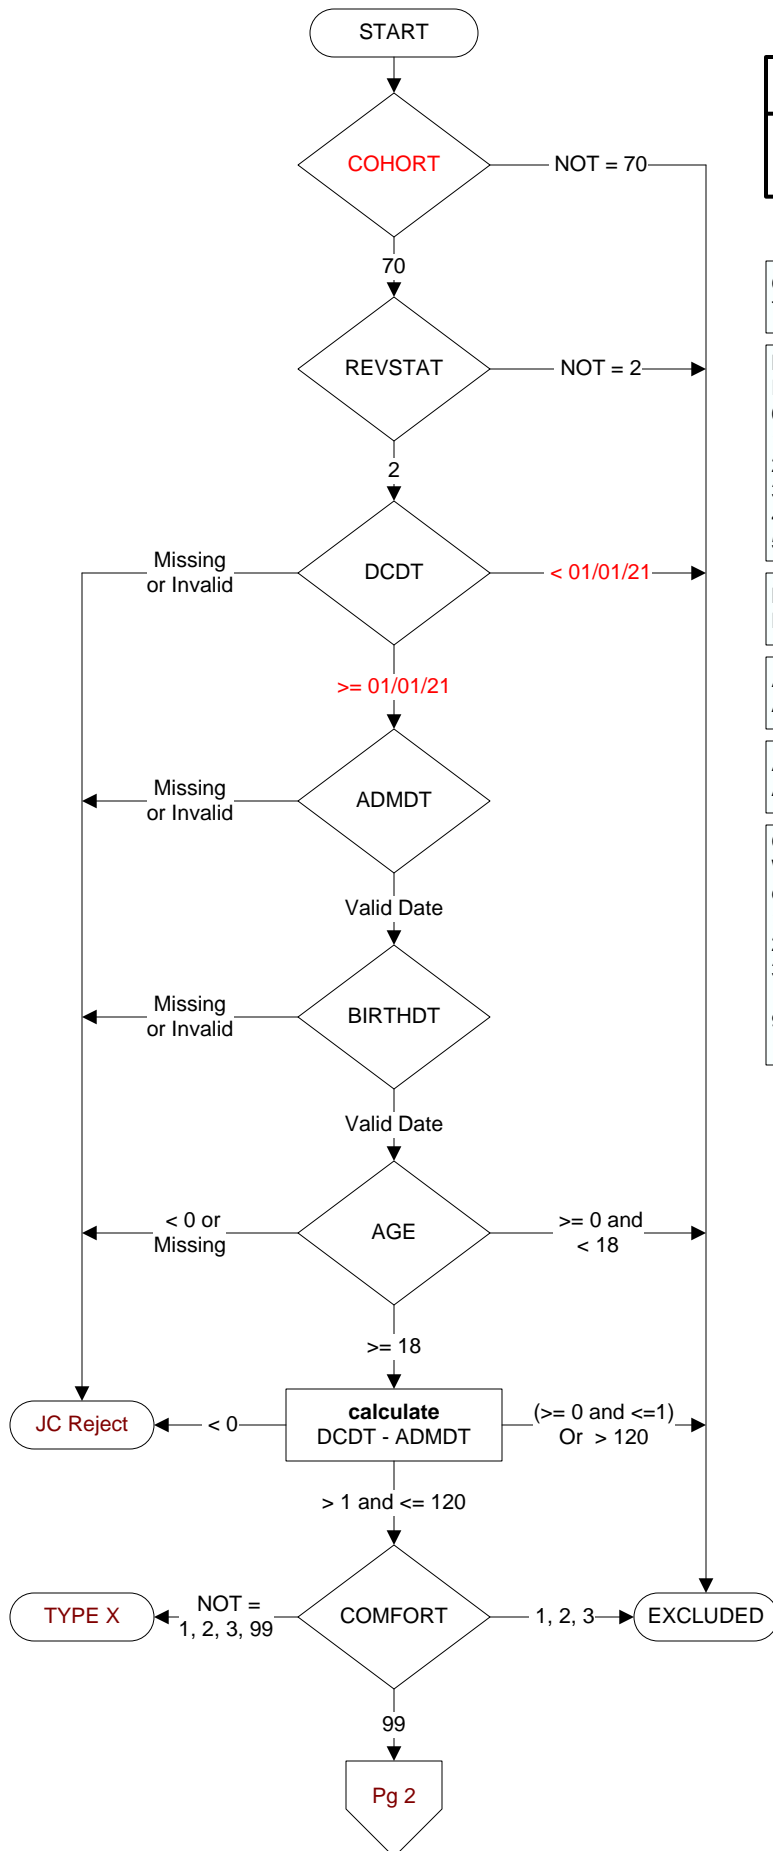 START
COHORT
NOT = 70
70
REVSTAT
NOT = 2
2
Missing
or Invalid
DCDT
< 01/01/21
>= 01/01/21
Missing
or Invalid
ADMDT
Valid Date
Missing
or Invalid
BIRTHDT
Valid Date
< 0 or
Missing
AGE
>= 0 and
< 18
>= 18
JC Reject
< 0
calculate
DCDT - ADMDT
(>= 0 and <=1)
Or > 120
> 1 and <= 120
TYPE X
NOT =
1, 2, 3, 99
COMFORT
1, 2, 3
EXCLUDED
99
Pg 2